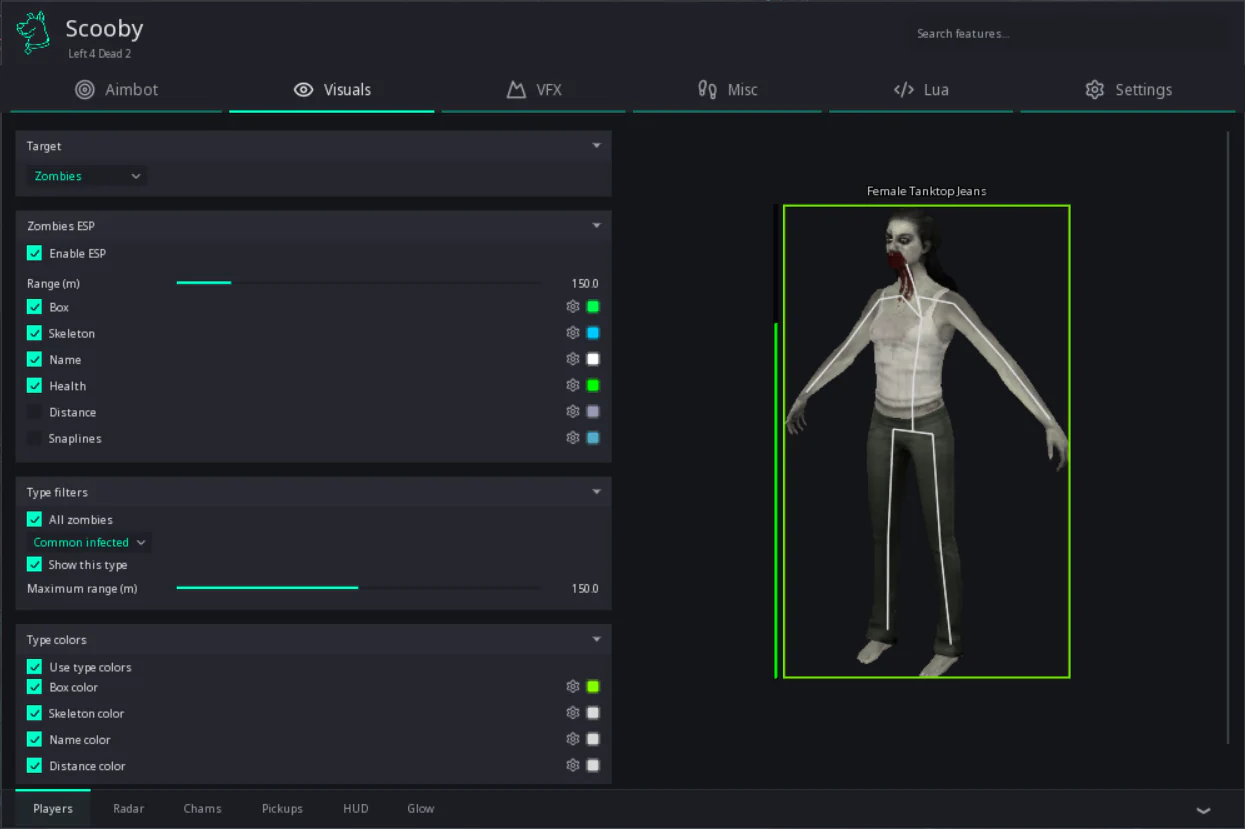 Scooby
Left 4 Dead 2
Search features...
Aimbot
Visuals
VFX
Misc
Lua
Settings
Target
Zombies
Zombies ESP
Enable ESP
Range (m) 150.0
Box
Skeleton
Name
Health
Distance
Snaplines
Type filters
All zombies
Common infected
Show this type
Maximum range (m) 150.0
Type colors
Use type colors
Box color
Skeleton color
Name color
Distance color
Female Tanktop Jeans
Players
Radar
Chams
Pickups
HUD
Glow